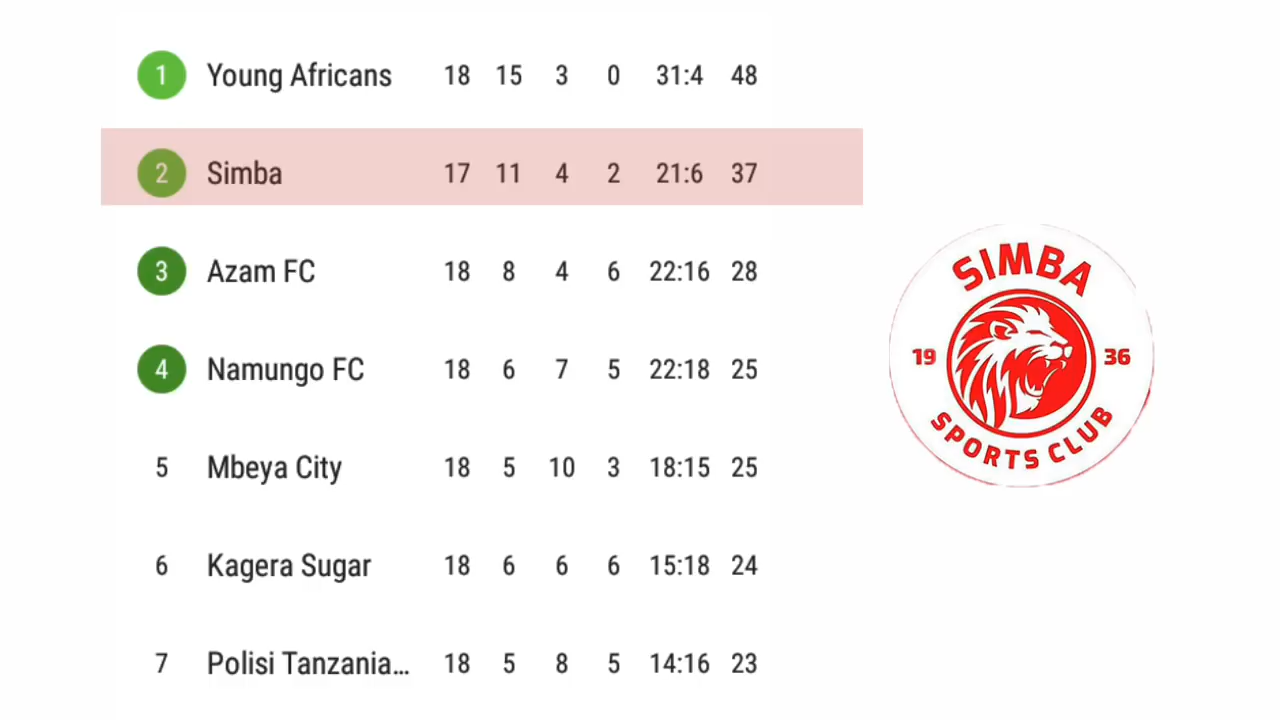 1 Young Africans 18 15 3 0 31:4 48
2 Simba 17 11 4 2 21:6 37
3 Azam FC 18 8 4 6 22:16 28
4 Namungo FC 18 6 7 5 22:18 25
5 Mbeya City 18 5 10 3 18:15 25
6 Kagera Sugar 18 6 6 6 15:18 24
7 Polisi Tanzania... 18 5 8 5 14:16 23
SIMBA
19 36
SPORTS CLUB